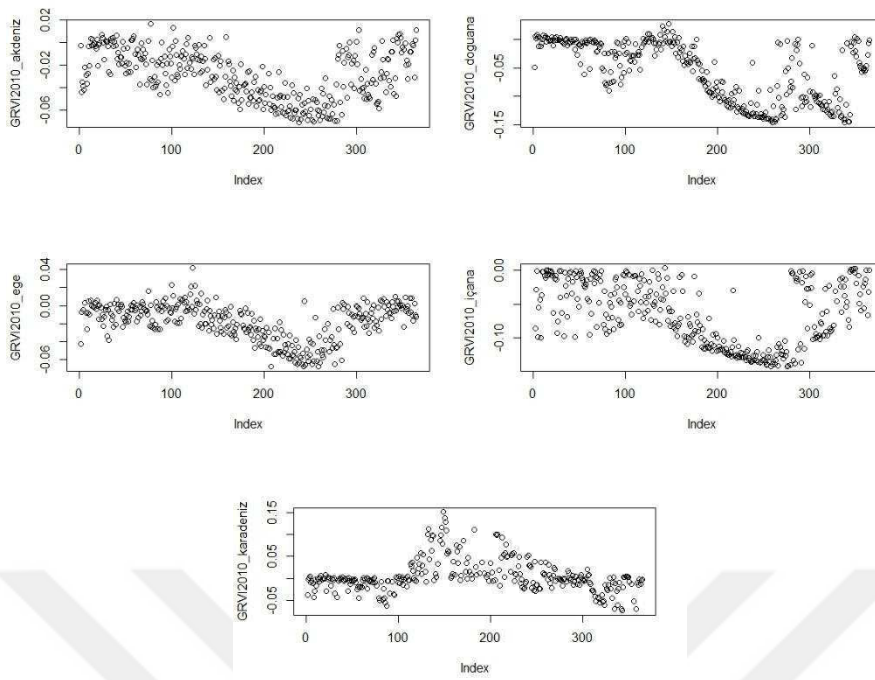 GRVI2010_akdeniz
0.02
-0.02
-0.06
0 100 200 300
Index
GRVI2010_doguana
-0.05
-0.15
0 100 200 300
Index
GRVI2010_ege
0.04
0.00
-0.06
0 100 200 300
Index
GRVI2010_içana
0.00
-0.10
0 100 200 300
Index
GRVI2010_karadeniz
0.15
0.05
-0.05
0 100 200 300
Index